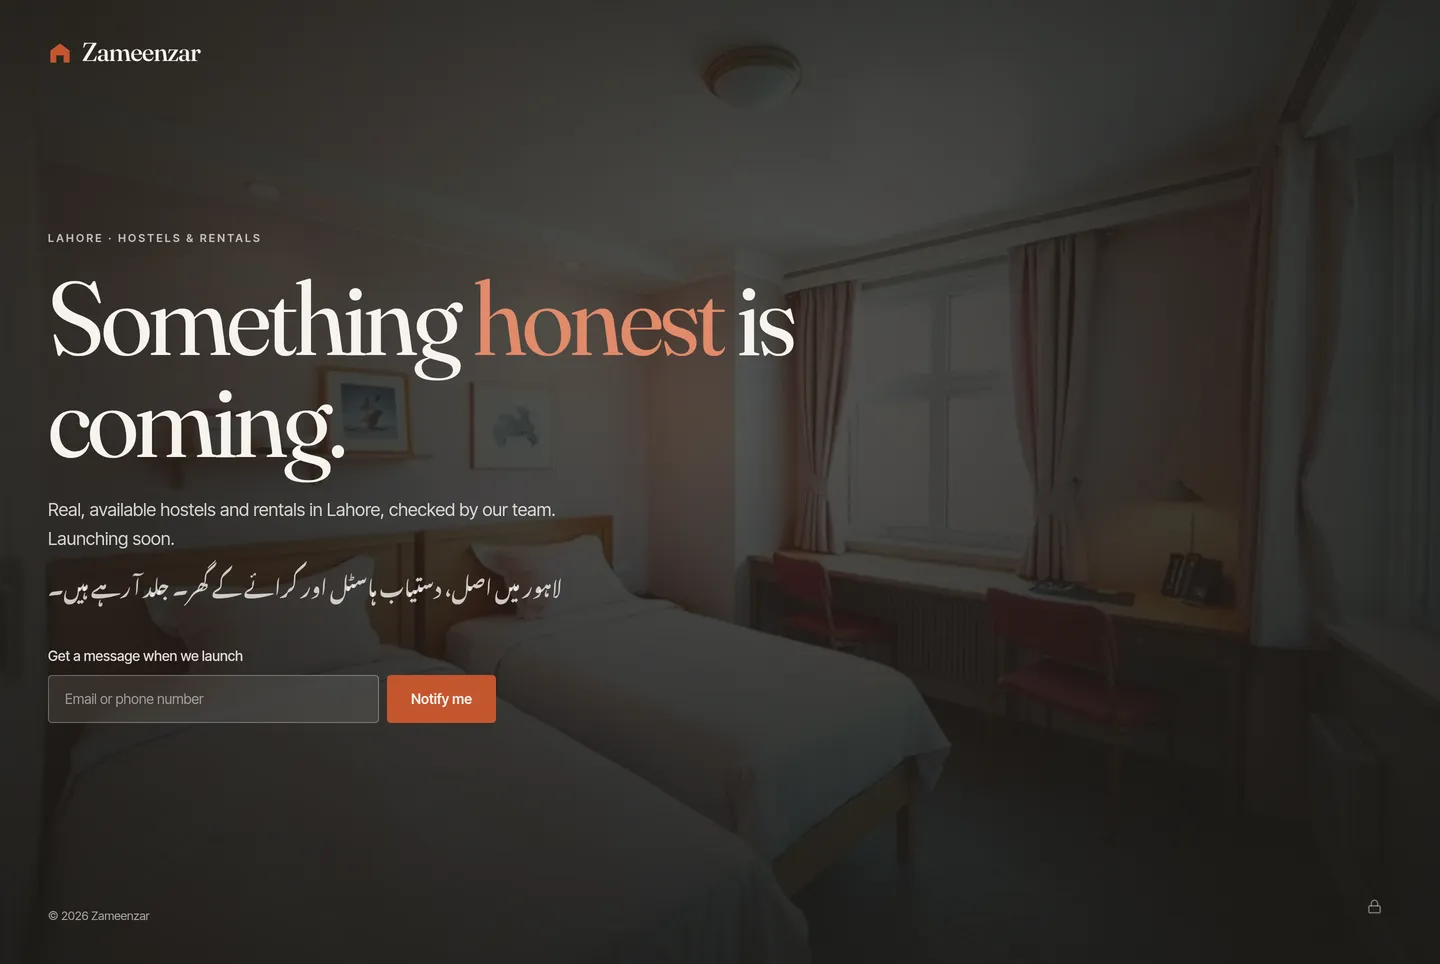 Zameenzar
LAHORE · HOSTELS & RENTALS
Something honest is
coming.
Real, available hostels and rentals in Lahore, checked by our team.
Launching soon.
لاہور میں اصل، دستیاب ہاسٹل اور کرائے کے گھر۔ جلد آ رہے ہیں۔
Get a message when we launch
Email or phone number
Notify me
© 2026 Zameenzar